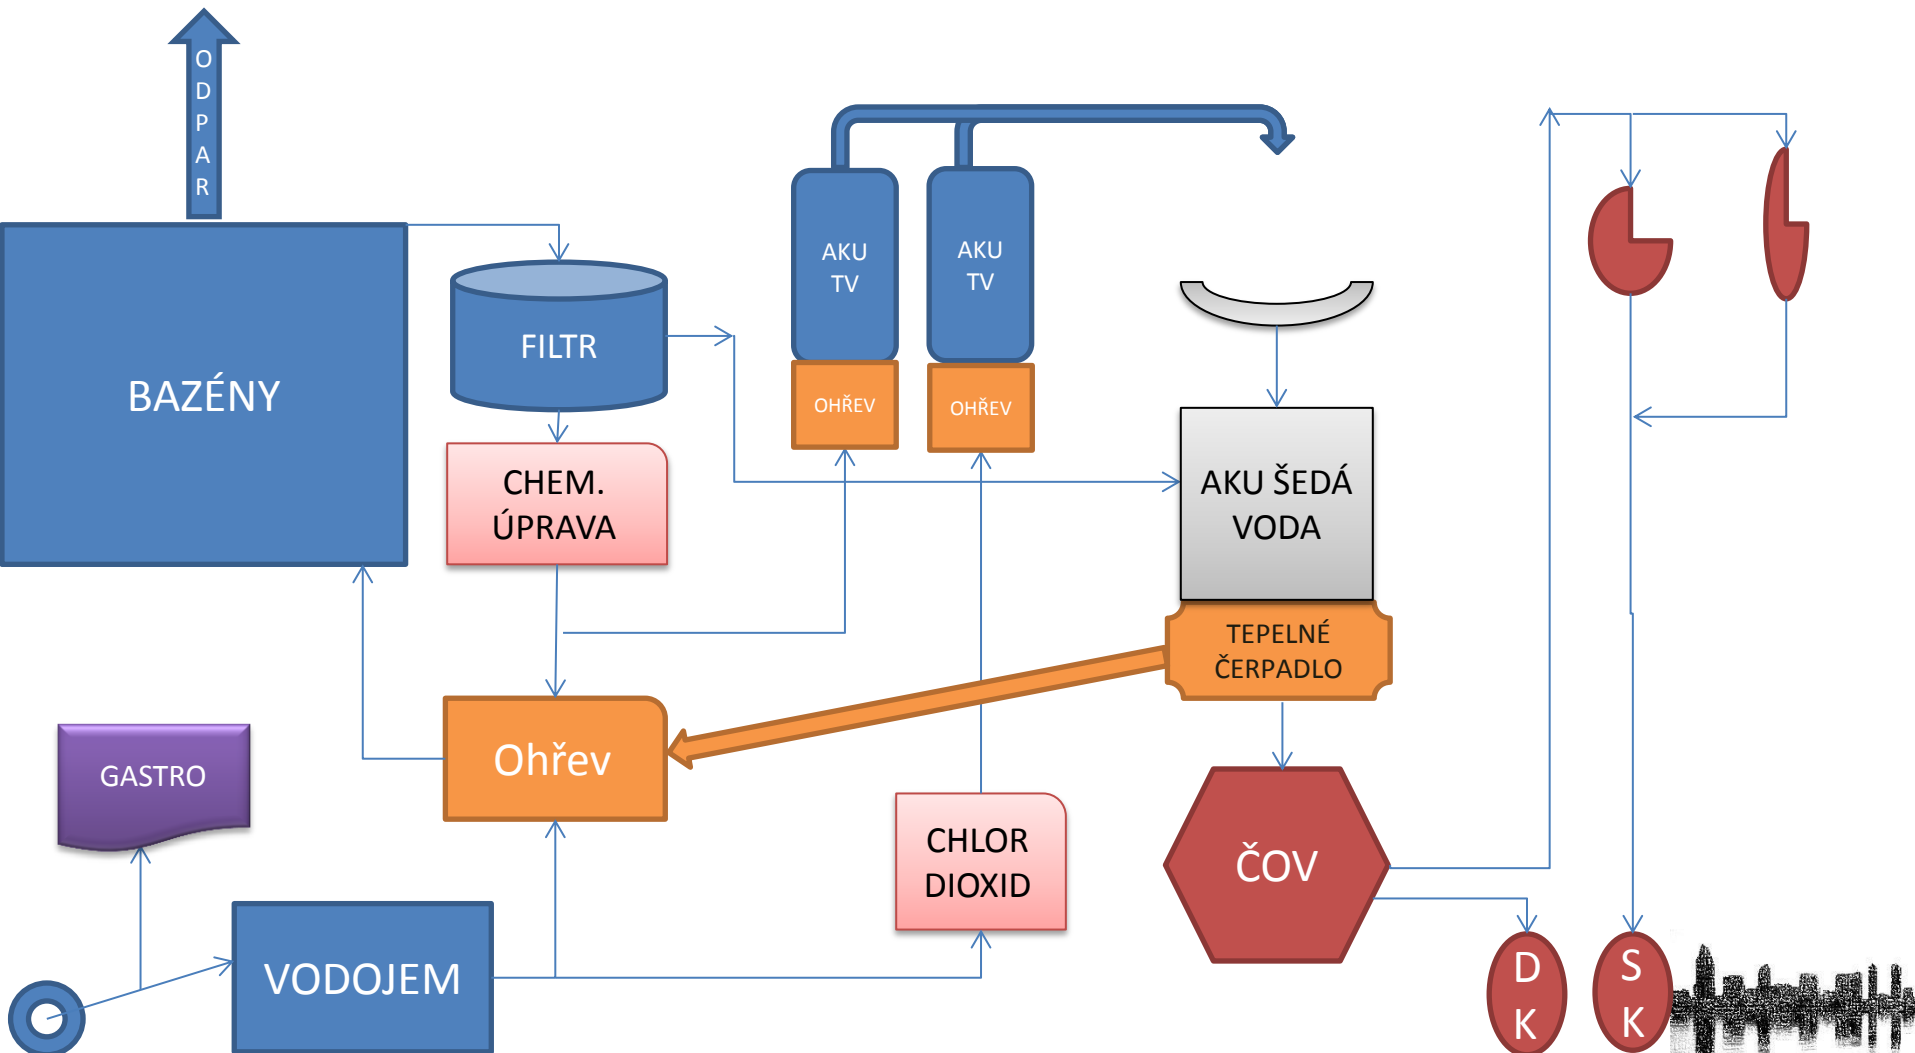 O
D
P
A
R
BAZÉNY
FILTR
CHEM.
ÚPRAVA
Ohřev
GASTRO
VODOJEM
AKU
TV
OHŘEV
AKU
TV
OHŘEV
CHLOR
DIOXID
AKU ŠEDÁ
VODA
TEPELNÉ
ČERPADLO
ČOV
D
K
S
K